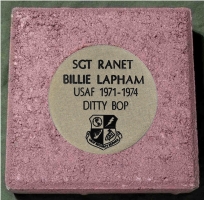 SGT RANET
BILLIE LAPHAM
USAF 1971-1974
DITTY BOP